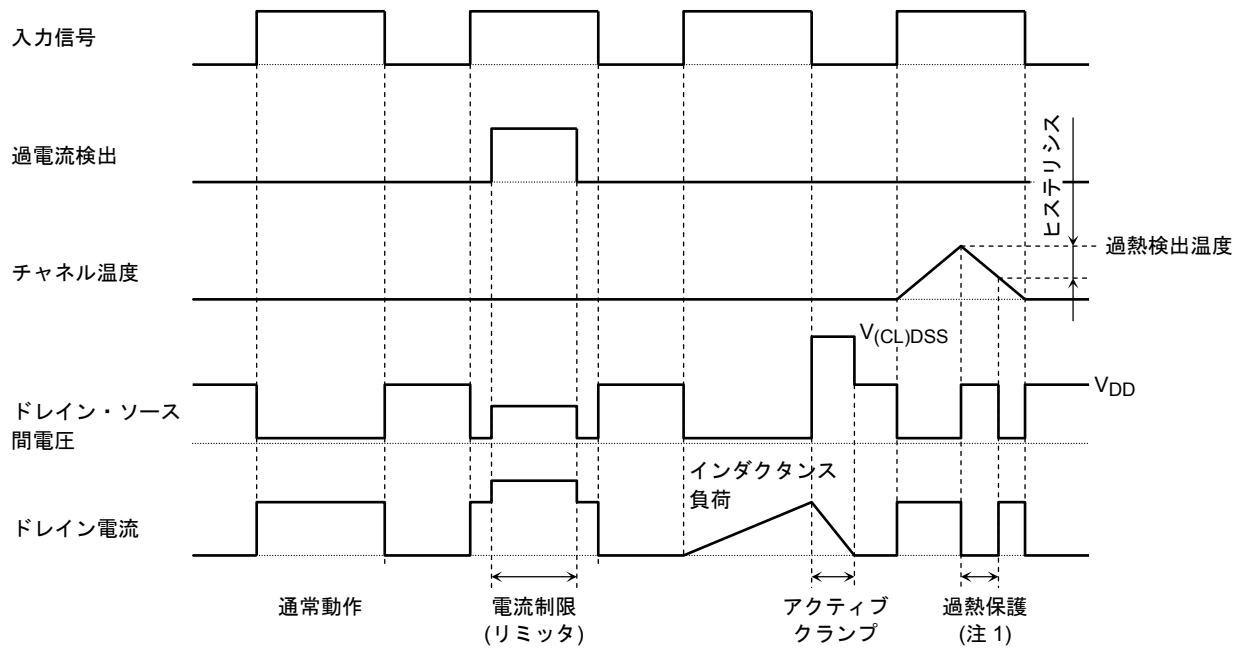 入力信号
過電流検出
チャネル温度
ヒステリシス
過熱検出温度
V(CL)DSS
VDD
ドレイン・ソース
間電圧
インダクタンス
負荷
ドレイン電流
通常動作
電流制限
(リミッタ)
アクティブ
クランプ
過熱保護
(注 1)